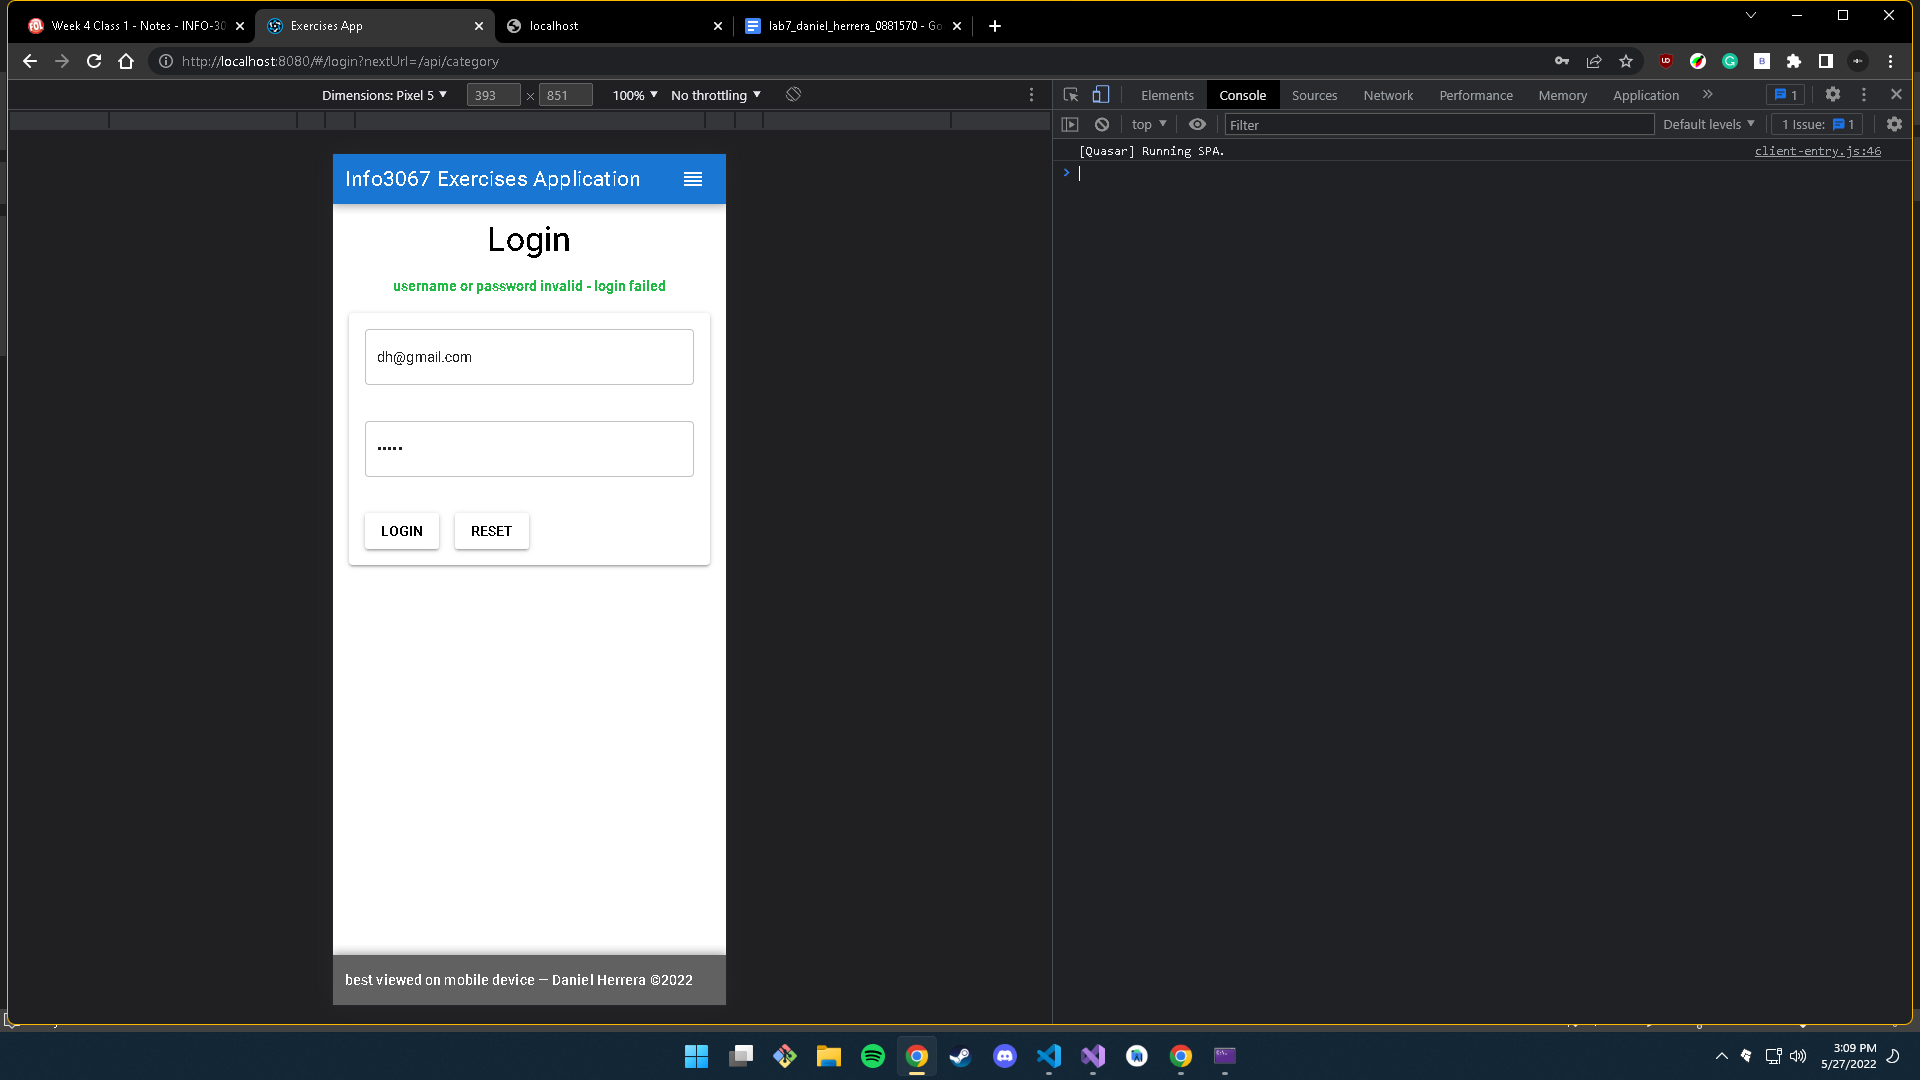 Week 4 Class 1 - Notes - INFO-30
Exercises App
localhost
lab7_daniel_herrera_0881570 - Go
http://localhost:8080/#/login?nextUrl=/api/category
Dimensions: Pixel 5
393
×
851
100%
No throttling
Elements
Console
Sources
Network
Performance
Memory
Application
1
top
Filter
Default levels
1 Issue:
1
[Quasar] Running SPA.
client-entry.js:46
Info3067 Exercises Application
Login
username or password invalid - login failed
dh@gmail.com
•••••
LOGIN
RESET
best viewed on mobile device — Daniel Herrera ©2022
3:09 PM
5/27/2022